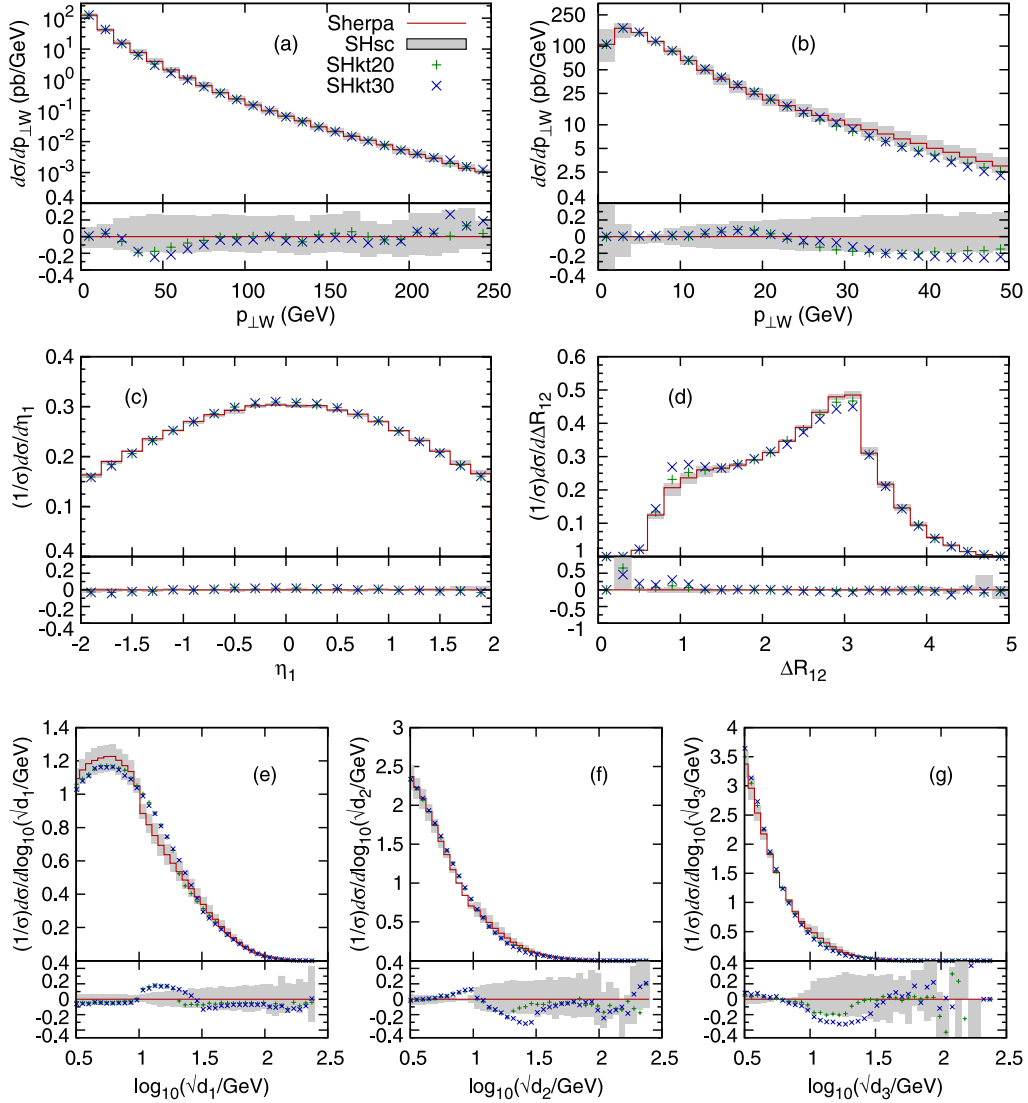 Sherpa
SHsc
SHkt20
SHkt30
(a)
dσ/dp⊥W (pb/GeV)
10²
10¹
10⁰
10⁻¹
10⁻²
10⁻³
0.4
0.2
0
-0.2
-0.4
0 50 100 150 200 250
p⊥W (GeV)
(b)
dσ/dp⊥W (pb/GeV)
250
100
50
25
10
5
2.5
0.4
0.2
0
-0.2
-0.4
0 10 20 30 40 50
p⊥W (GeV)
(c)
(1/σ)dσ/dη₁
0.4
0.3
0.2
0.1
0.4
0.2
0
-0.2
-0.4
-2 -1.5 -1 -0.5 0 0.5 1 1.5 2
η₁
(d)
(1/σ)dσ/dΔR₁₂
0.6
0.5
0.4
0.3
0.2
0.1
1
0.5
0
-0.5
-1
0 1 2 3 4 5
ΔR₁₂
(e)
(1/σ)dσ/dlog₁₀(√d₁/GeV)
1.4
1.2
1
0.8
0.6
0.4
0.2
0.4
0.2
0
-0.2
-0.4
0.5 1 1.5 2 2.5
log₁₀(√d₁/GeV)
(f)
(1/σ)dσ/dlog₁₀(√d₂/GeV)
3
2.5
2
1.5
1
0.5
0.4
0.2
0
-0.2
-0.4
0.5 1 1.5 2 2.5
log₁₀(√d₂/GeV)
(g)
(1/σ)dσ/dlog₁₀(√d₃/GeV)
4
3.5
3
2.5
2
1.5
1
0.5
0.4
0.2
0
-0.2
-0.4
0.5 1 1.5 2 2.5
log₁₀(√d₃/GeV)